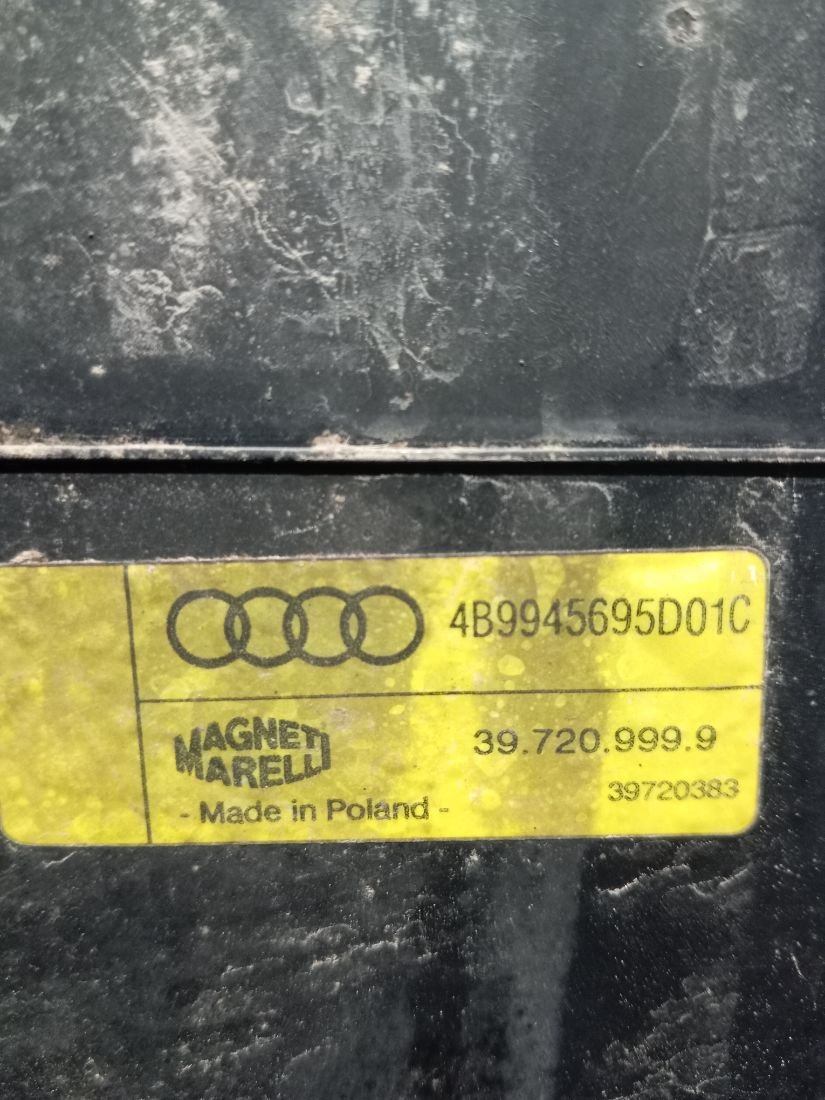 4B9945695D01C
MAGNETI MARELLI
39.720.999.9
39720383
- Made in Poland -